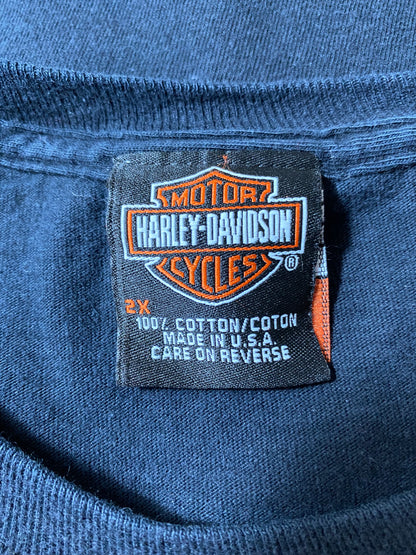 MOTOR
HARLEY-DAVIDSON
CYCLES
®
2X
100% COTTON/COTON
MADE IN U.S.A.
CARE ON REVERSE